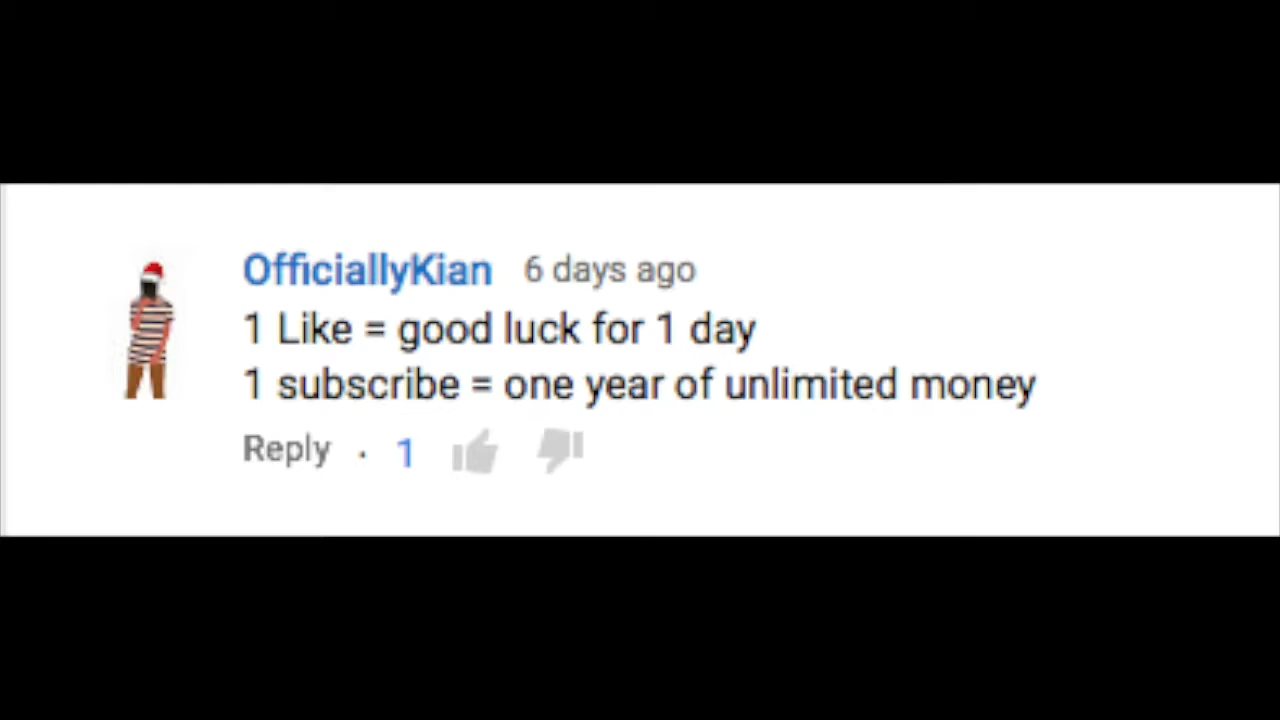 OfficiallyKian 6 days ago
1 Like = good luck for 1 day
1 subscribe = one year of unlimited money
Reply · 1